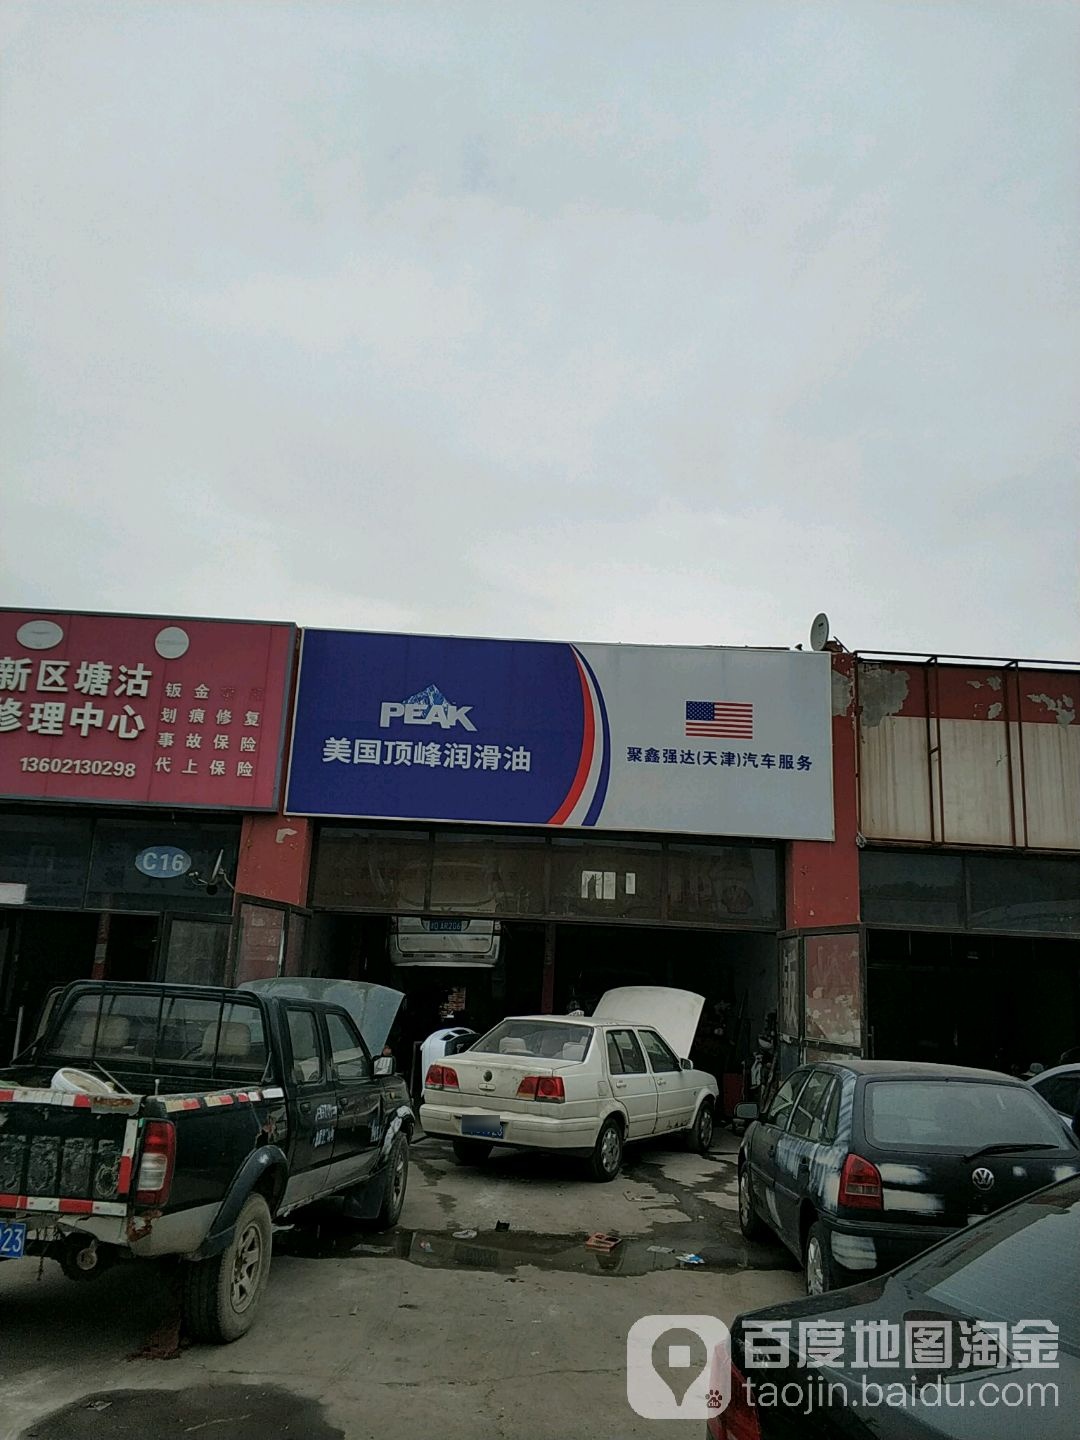 新区塘沽
修理中心
钣金
划痕修复
事故保险
代上保险
13602130298
PEAK
美国顶峰润滑油
聚鑫强达(天津)汽车服务
C16
23
百度地图淘金
taojin.baidu.com